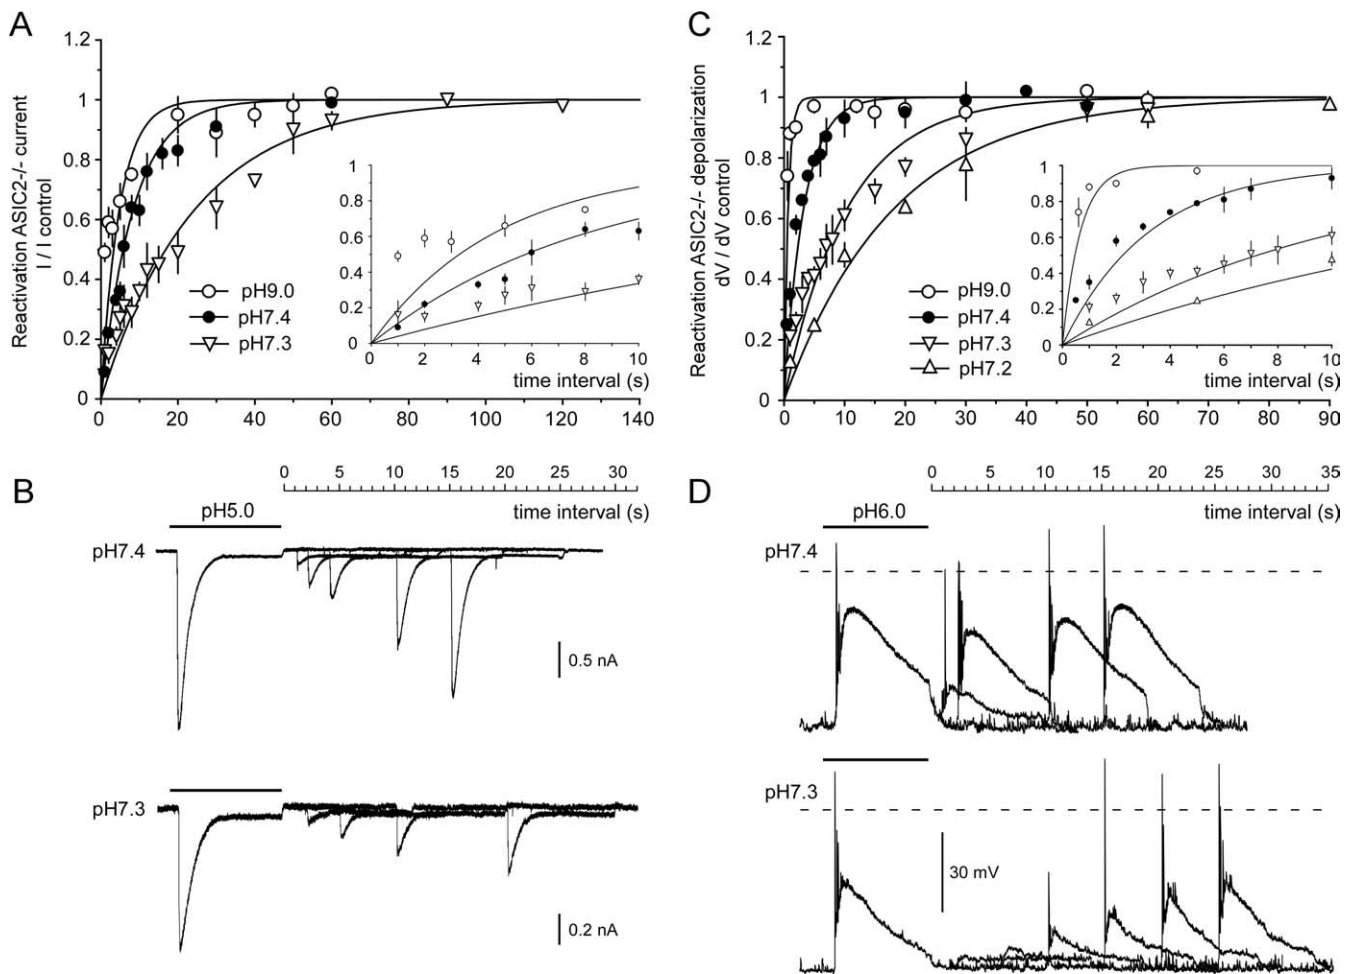 A
Reactivation ASIC2-/- current
I / I control
1.2
1
0.8
0.6
0.4
0.2
0
0 20 40 60 80 100 120 140
pH9.0
pH7.4
pH7.3
1
0.8
0.6
0.4
0.2
0
0 2 4 6 8 10
time interval (s)
C
Reactivation ASIC2-/- depolarization
dV / dV control
1.2
1.0
0.8
0.6
0.4
0.2
0
0 10 20 30 40 50 60 70 80 90
pH9.0
pH7.4
pH7.3
pH7.2
1
0.8
0.6
0.4
0.2
0
0 2 4 6 8 10
time interval (s)
B
0 5 10 15 20 25 30
time interval (s)
pH5.0
pH7.4
0.5 nA
pH7.3
0.2 nA
D
0 5 10 15 20 25 30 35
time interval (s)
pH6.0
pH7.4
pH7.3
30 mV